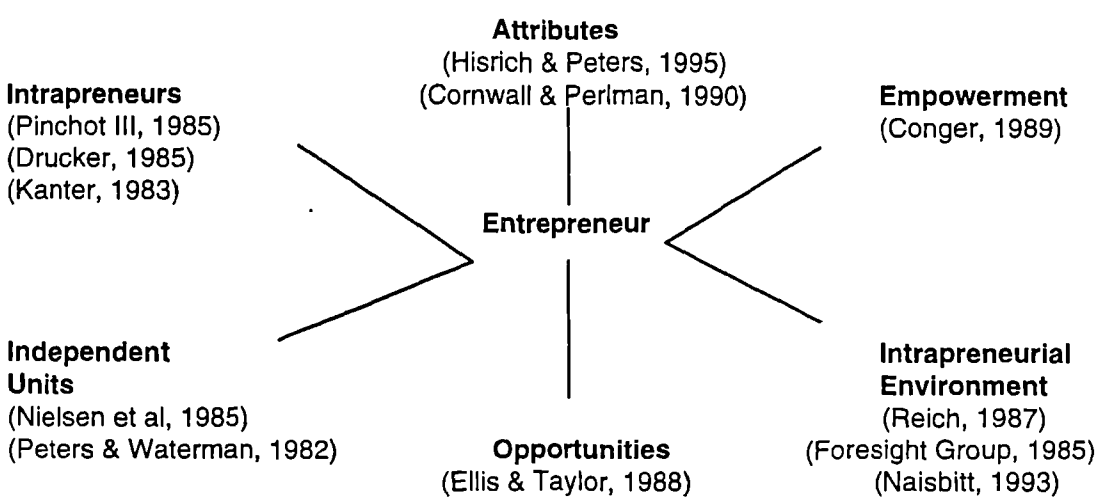 Attributes
(Hisrich & Peters, 1995)
(Cornwall & Perlman, 1990)
Intrapreneurs
(Pinchot III, 1985)
(Drucker, 1985)
(Kanter, 1983)
Empowerment
(Conger, 1989)
Entrepreneur
Independent
Units
(Nielsen et al, 1985)
(Peters & Waterman, 1982)
Opportunities
(Ellis & Taylor, 1988)
Intrapreneurial
Environment
(Reich, 1987)
(Foresight Group, 1985)
(Naisbitt, 1993)